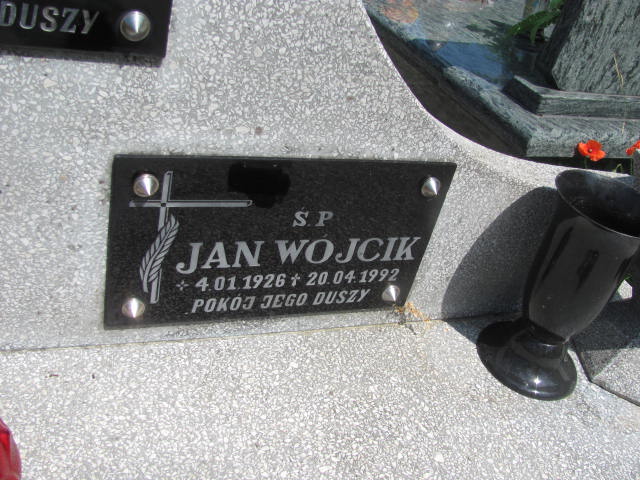 DUSZY
Ś P
JAN WÓJCIK
+ 4.01.1926 † 20.04.1992
POKÓJ JEGO DUSZY